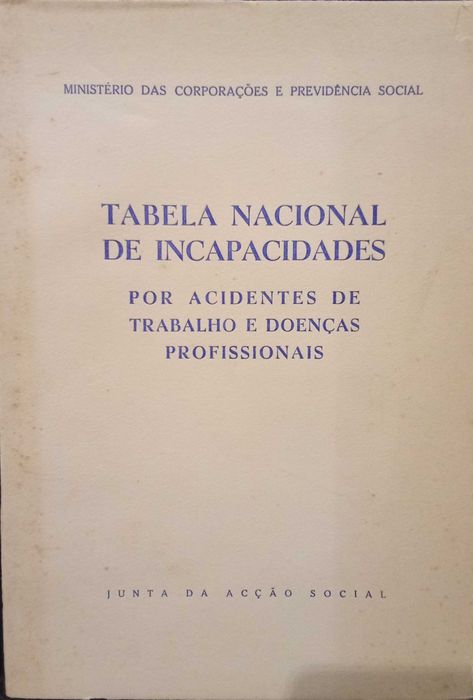 MINISTÉRIO DAS CORPORAÇÕES E PREVIDÊNCIA SOCIAL
TABELA NACIONAL
DE INCAPACIDADES
POR ACIDENTES DE
TRABALHO E DOENÇAS
PROFISSIONAIS
JUNTA DA ACÇÃO SOCIAL